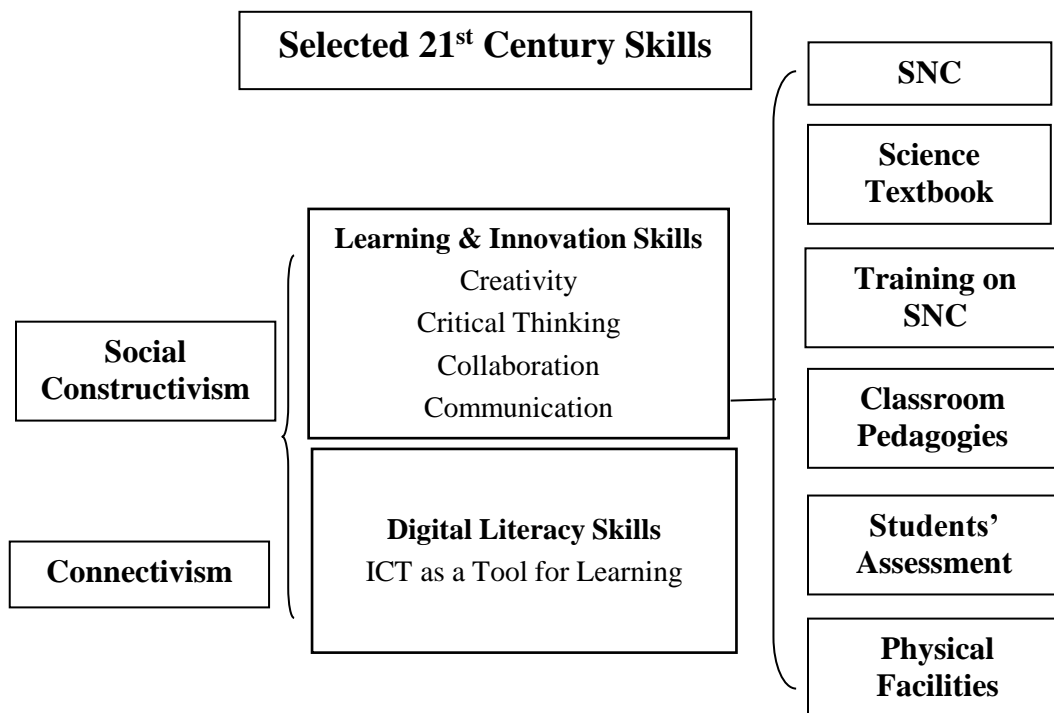 Selected 21st Century Skills
Social
Constructivism
Connectivism
Learning & Innovation Skills
Creativity
Critical Thinking
Collaboration
Communication
Digital Literacy Skills
ICT as a Tool for Learning
SNC
Science
Textbook
Training on
SNC
Classroom
Pedagogies
Students’
Assessment
Physical
Facilities